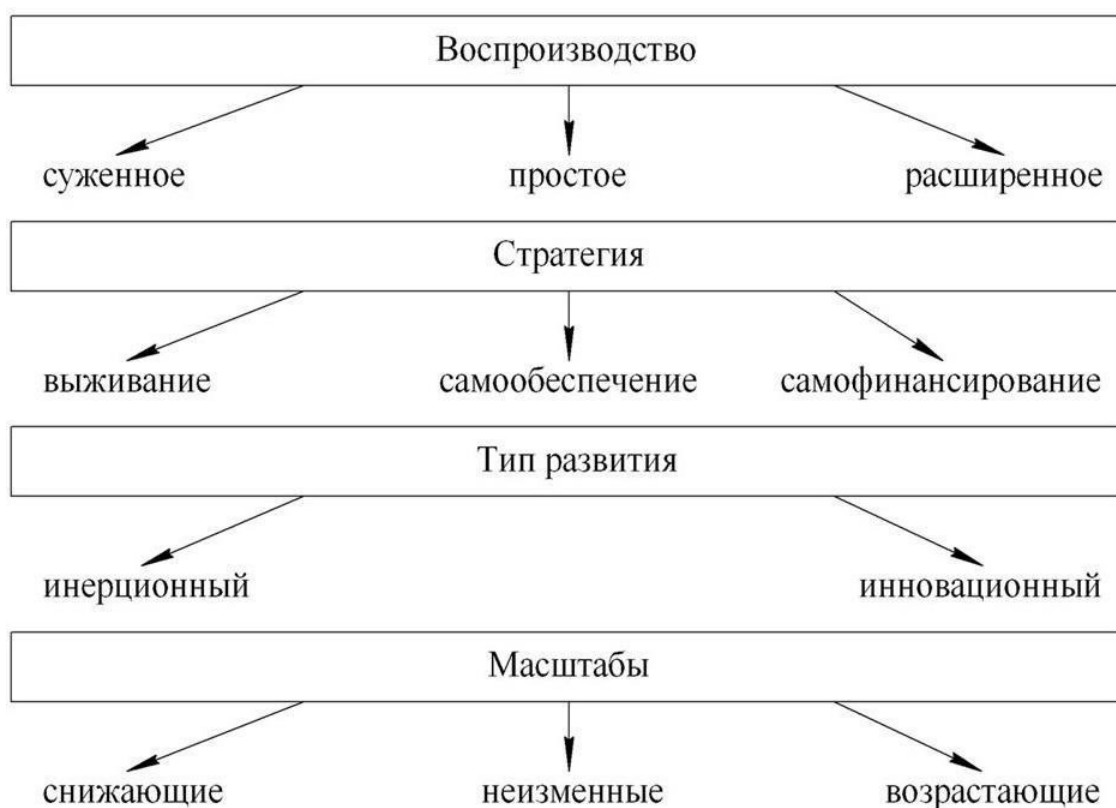 Воспроизводство
суженное простое расширенное
Стратегия
выживание самообеспечение самофинансирование
Тип развития
инерционный инновационный
Масштабы
снижающие неизменные возрастающие